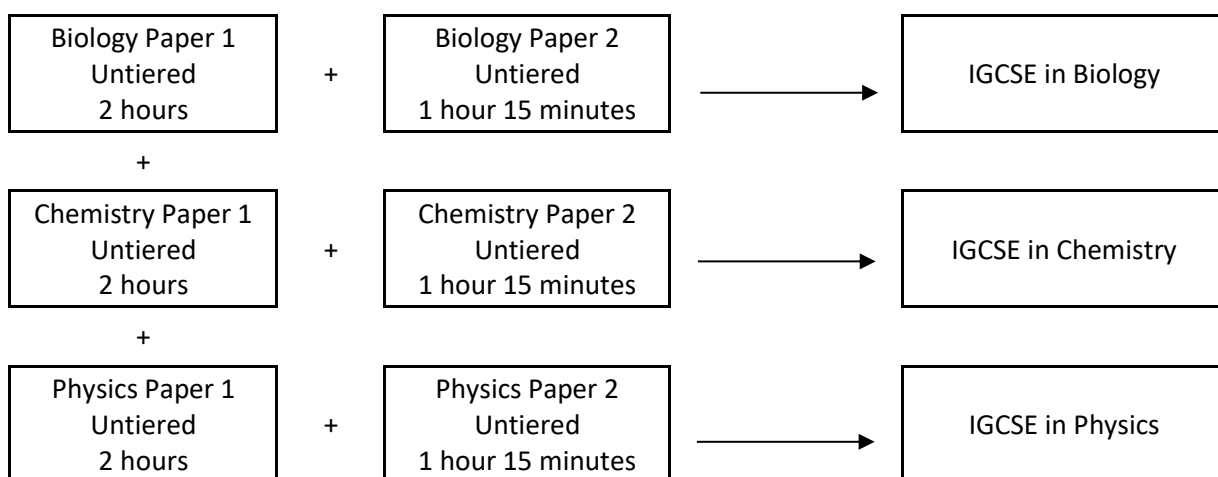 Biology Paper 1
Untiered
2 hours
+
Biology Paper 2
Untiered
1 hour 15 minutes
IGCSE in Biology
+
Chemistry Paper 1
Untiered
2 hours
+
Chemistry Paper 2
Untiered
1 hour 15 minutes
IGCSE in Chemistry
+
Physics Paper 1
Untiered
2 hours
+
Physics Paper 2
Untiered
1 hour 15 minutes
IGCSE in Physics